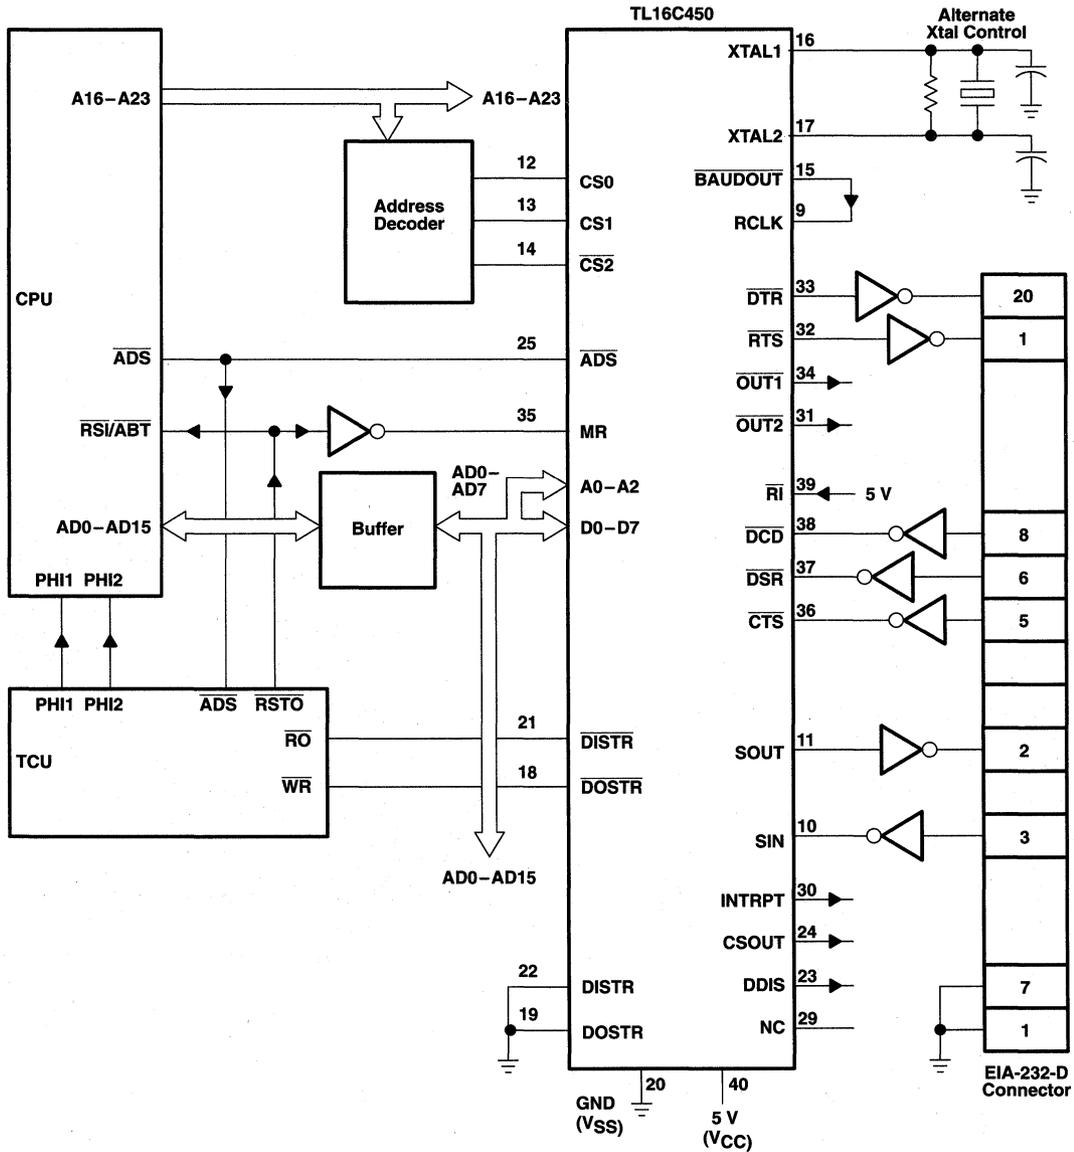 TL16C450
Alternate
Xtal Control
CPU
A16–A23
A16–A23
Address
Decoder
12
CS0
13
CS1
14
CS2
ADS
25
ADS
RSI/ABT
35
MR
AD0–
AD7
A0–A2
AD0–AD15
Buffer
D0–D7
PHI1 PHI2
PHI1 PHI2
ADS
RSTO
TCU
RO
21
DISTR
WR
18
DOSTR
AD0–AD15
22
DISTR
19
DOSTR
XTAL1
16
XTAL2
17
BAUDOUT
15
RCLK
9
DTR
33
20
RTS
32
1
OUT1
34
OUT2
31
RI
39
5 V
DCD
38
8
DSR
37
6
CTS
36
5
SOUT
11
2
SIN
10
3
INTRPT
30
CSOUT
24
DDIS
23
7
NC
29
1
EIA-232-D
Connector
20
GND
(VSS)
40
5 V
(VCC)